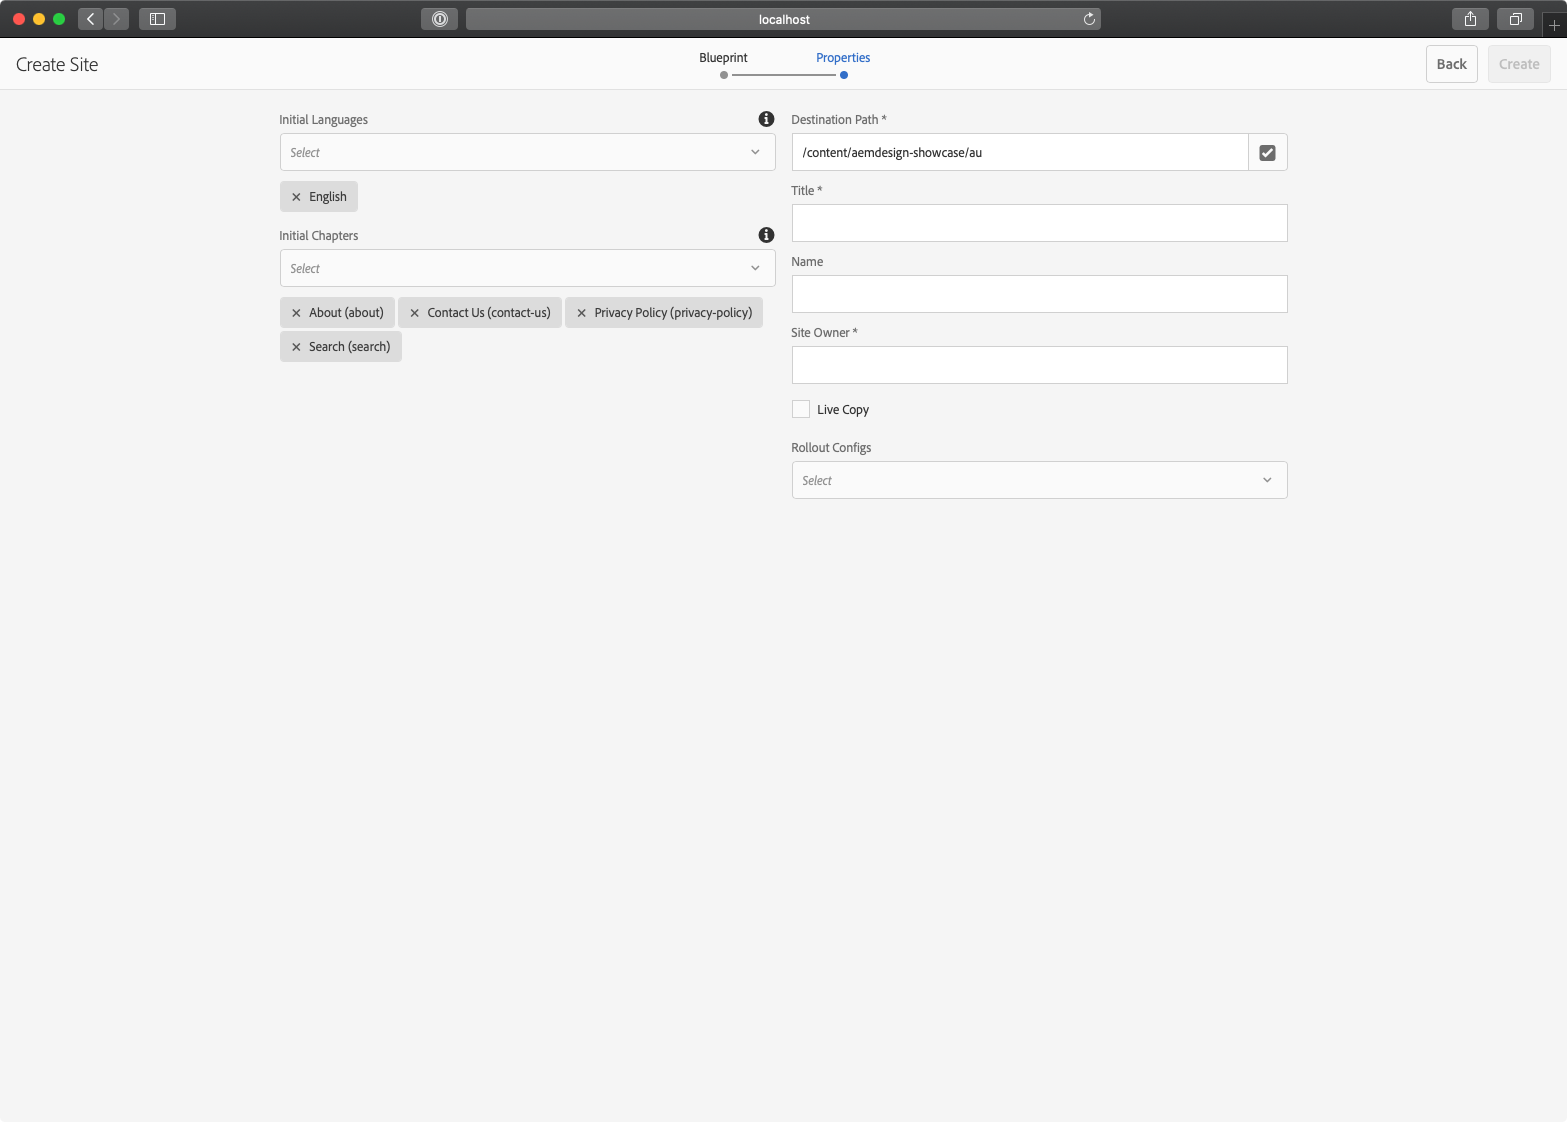 localhost
Create Site
Blueprint
Properties
Back
Create
Initial Languages
Select
English
Initial Chapters
Select
About (about)
Contact Us (contact-us)
Privacy Policy (privacy-policy)
Search (search)
Destination Path *
/content/aemdesign-showcase/au
Title *
Name
Site Owner *
Live Copy
Rollout Configs
Select